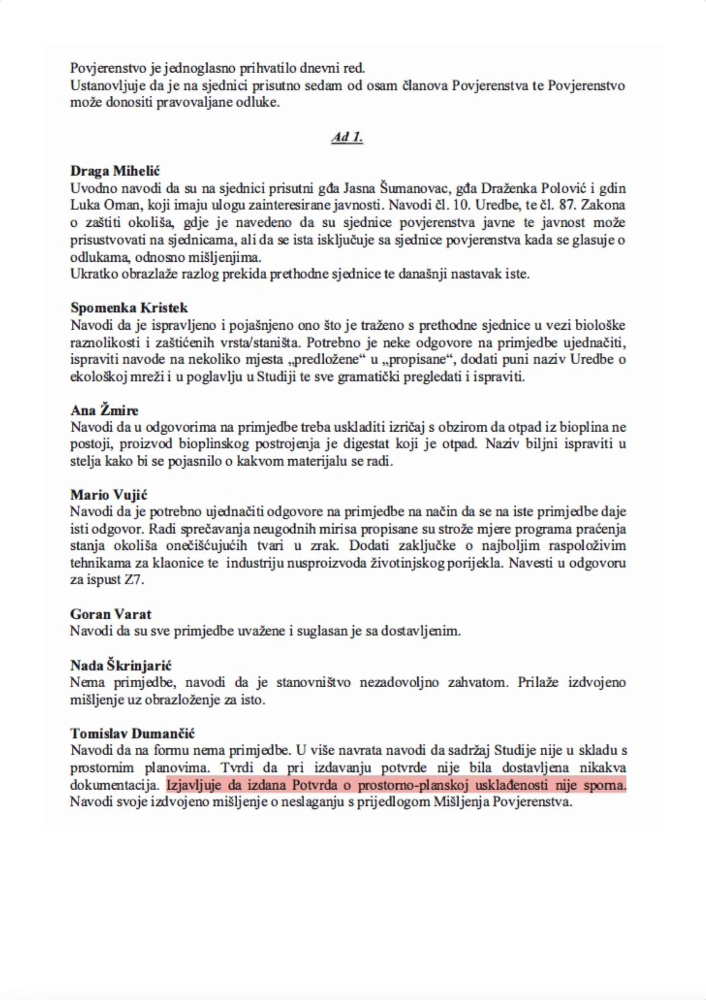 Povjerenstvo je jednoglasno prihvatilo dnevni red.
Ustanovljuje da je na sjednici prisutno sedam od osam članova Povjerenstva te Povjerenstvo
može donositi pravovaljane odluke.
Ad 1.
Draga Mihelić
Uvodno navodi da su na sjednici prisutni gđa Jasna Šumanovac, gđa Draženka Polović i gdin
Luka Oman, koji imaju ulogu zainteresirane javnosti. Navodi čl. 10. Uredbe, te čl. 87. Zakona
o zaštiti okoliša, gdje je navedeno da su sjednice povjerenstva javne te javnost može
prisustvovati na sjednicama, ali da se ista isključuje sa sjednice povjerenstva kada se glasuje o
odlukama, odnosno mišljenjima.
Ukratko obrazlaže razlog prekida prethodne sjednice te današnji nastavak iste.
Spomenka Kristek
Navodi da je ispravljeno i pojašnjeno ono što je traženo s prethodne sjednice u vezi biološke
raznolikosti i zaštićenih vrsta/staništa. Potrebno je neke odgovore na primjedbe ujednačiti,
ispraviti navode na nekoliko mjesta „predložene“ u „propisane“, dodati puni naziv Uredbe o
ekološkoj mreži i u poglavlju u Studiji te sve gramatički pregledati i ispraviti.
Ana Žmire
Navodi da u odgovorima na primjedbe treba uskladiti izričaj s obzirom da otpad iz bioplina ne
postoji, proizvod bioplinskog postrojenja je digestat koji je otpad. Naziv biljni ispraviti u
stelja kako bi se pojasnilo o kakvom materijalu se radi.
Mario Vujić
Navodi da je potrebno ujednačiti odgovore na primjedbe na način da se na iste primjedbe daje
isti odgovor. Radi sprečavanja neugodnih mirisa propisane su strože mjere programa praćenja
stanja okoliša onečišćujućih tvari u zrak. Dodati zaključke o najboljim raspoloživim
tehnikama za klaonice te industriju nusproizvoda životinjskog porijekla. Navesti u odgovoru
za ispust Z7.
Goran Varat
Navodi da su sve primjedbe uvažene i suglasan je sa dostavljenim.
Nada Škrinjarić
Nema primjedbe, navodi da je stanovništvo nezadovoljno zahvatom. Prilaže izdvojeno
mišljenje uz obrazloženje za isto.
Tomislav Dumančić
Navodi da na formu nema primjedbe. U više navrata navodi da sadržaj Studije nije u skladu s
prostornim planovima. Tvrdi da pri izdavanju potvrde nije bila dostavljena nikakva
dokumentacija. Izjavljuje da izdana Potvrda o prostorno-planskoj usklađenosti nije sporna.
Navodi svoje izdvojeno mišljenje o neslaganju s prijedlogom Mišljenja Povjerenstva.